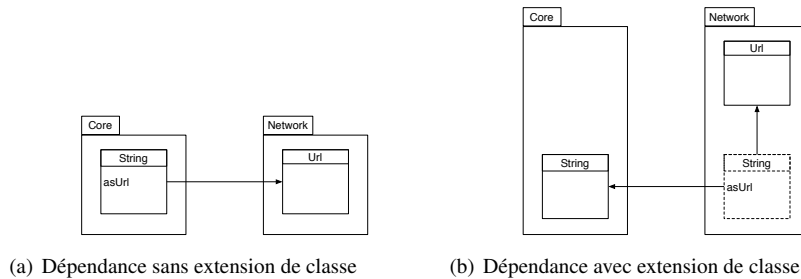 Core
String
asUrl
Network
Url
(a) Dépendance sans extension de classe
Core
String
Network
Url
String
asUrl
(b) Dépendance avec extension de classe